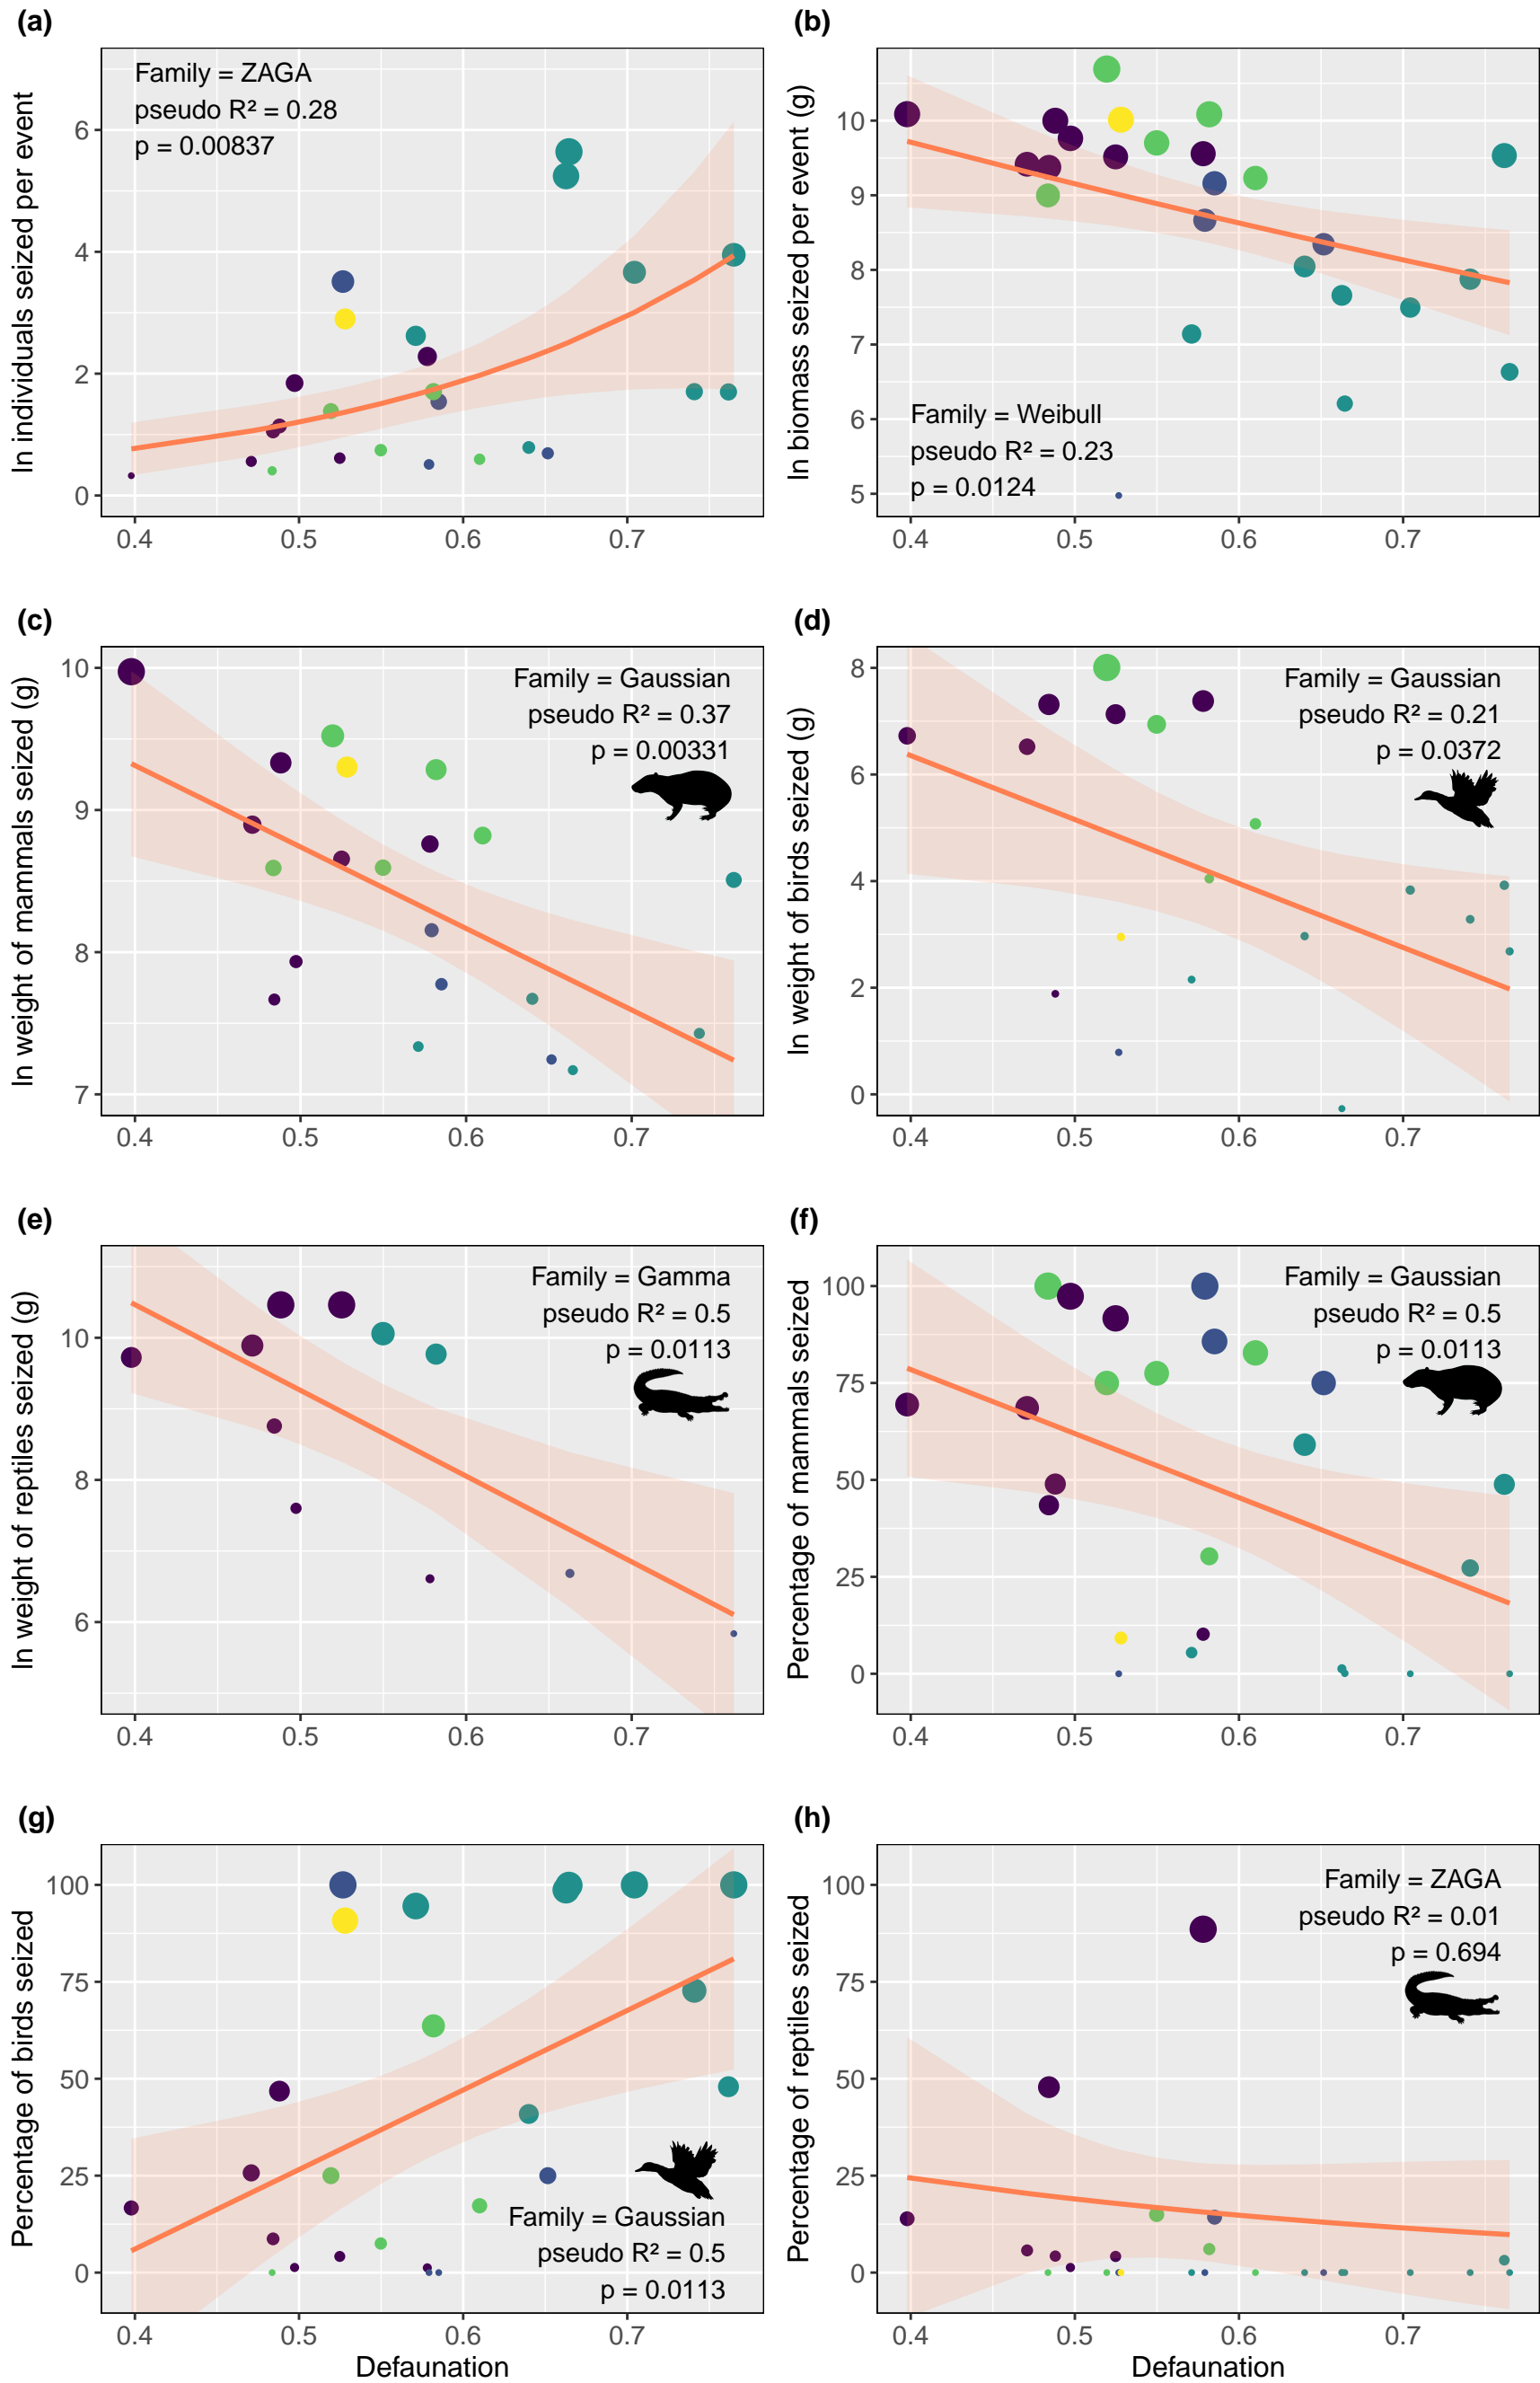 (a)
ln individuals seized per event
Family = ZAGA
pseudo R² = 0.28
p = 0.00837
6
4
2
0
0.4 0.5 0.6 0.7
(b)
ln biomass seized per event (g)
Family = Weibull
pseudo R² = 0.23
p = 0.0124
10
9
8
7
6
5
0.4 0.5 0.6 0.7
(c)
ln weight of mammals seized (g)
Family = Gaussian
pseudo R² = 0.37
p = 0.00331
10
9
8
7
0.4 0.5 0.6 0.7
(d)
ln weight of birds seized (g)
Family = Gaussian
pseudo R² = 0.21
p = 0.0372
8
6
4
2
0
0.4 0.5 0.6 0.7
(e)
ln weight of reptiles seized (g)
Family = Gamma
pseudo R² = 0.5
p = 0.0113
10
8
6
0.4 0.5 0.6 0.7
(f)
Percentage of mammals seized
Family = Gaussian
pseudo R² = 0.5
p = 0.0113
100
75
50
25
0
0.4 0.5 0.6 0.7
(g)
Percentage of birds seized
Family = Gaussian
pseudo R² = 0.5
p = 0.0113
100
75
50
25
0
0.4 0.5 0.6 0.7
Defaunation
(h)
Percentage of reptiles seized
Family = ZAGA
pseudo R² = 0.01
p = 0.694
100
75
50
25
0
0.4 0.5 0.6 0.7
Defaunation